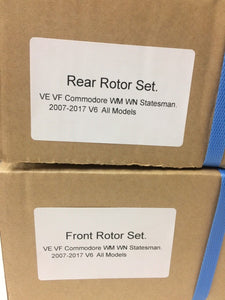 Rear Rotor Set.
VE VF Commodore WM WN Statesman.
2007-2017 V6 All Models
Front Rotor Set.
VE VF Commodore WM WN Statesman.
2007-2017 V6 All Models